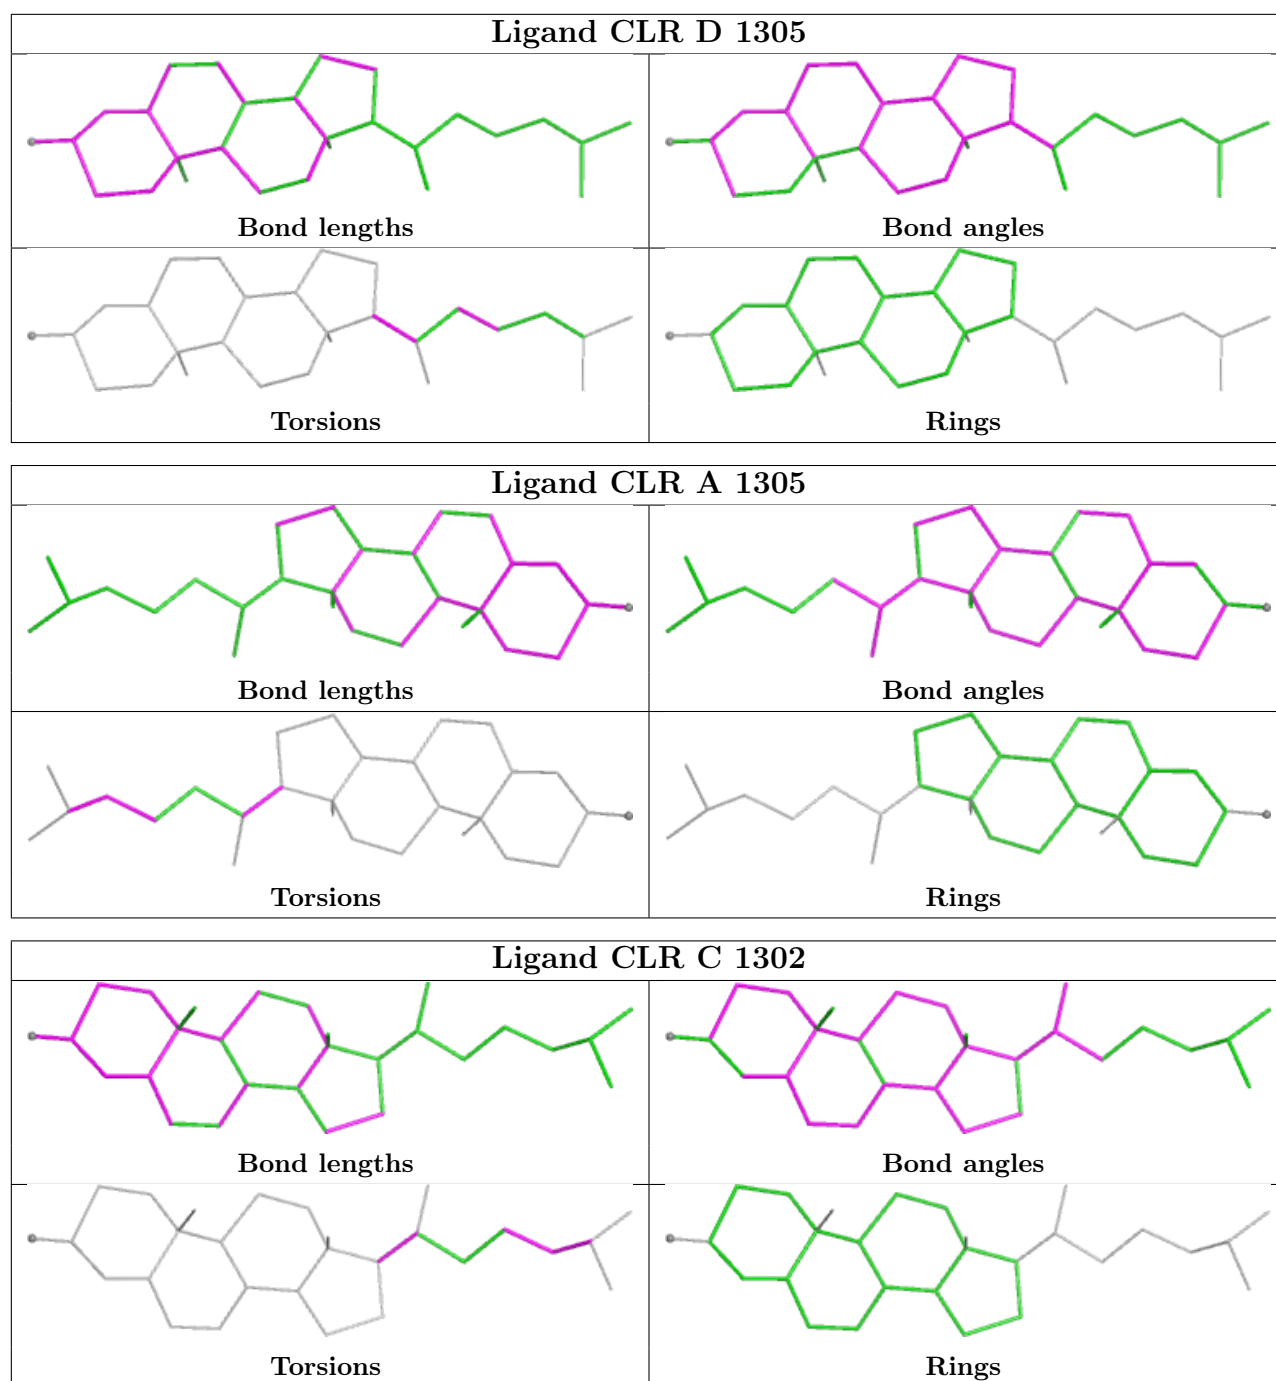 Ligand CLR D 1305
Bond lengths
Bond angles
Torsions
Rings
Ligand CLR A 1305
Bond lengths
Bond angles
Torsions
Rings
Ligand CLR C 1302
Bond lengths
Bond angles
Torsions
Rings